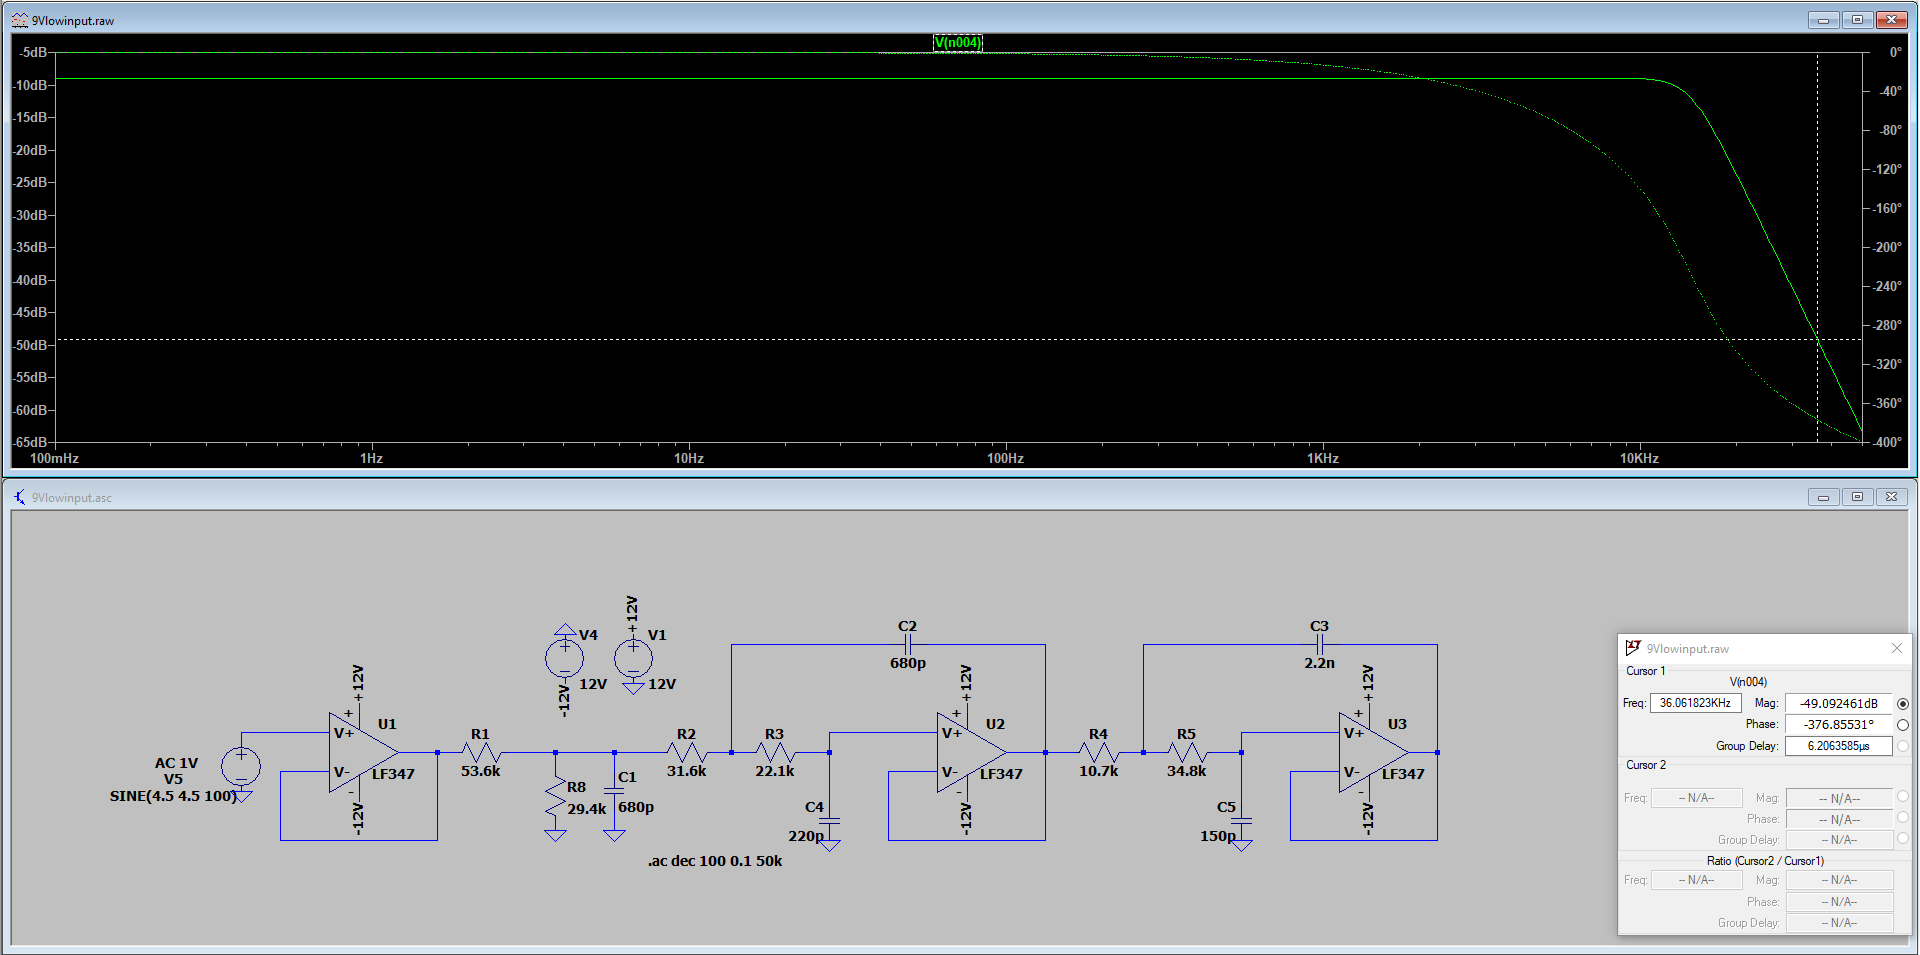 9Vlowinput.raw
V(n004)
-5dB
-10dB
-15dB
-20dB
-25dB
-30dB
-35dB
-40dB
-45dB
-50dB
-55dB
-60dB
-65dB
0°
-40°
-80°
-120°
-160°
-200°
-240°
-280°
-320°
-360°
-400°
100mHz
1Hz
10Hz
100Hz
1KHz
10KHz
9Vlowinput.asc
AC 1V
V5
SINE(4.5 4.5 100)
+12V
V+
V-
-12V
U1
LF347
R1
53.6k
V4
12V
-12V
+12V
V1
12V
R8
29.4k
C1
680p
R2
31.6k
R3
22.1k
C2
680p
C4
220p
+12V
V+
V-
-12V
U2
LF347
R4
10.7k
R5
34.8k
C3
2.2n
C5
150p
+12V
V+
V-
-12V
U3
LF347
.ac dec 100 0.1 50k
9Vlowinput.raw
Cursor 1
V(n004)
Freq: 36.061823KHz Mag: -49.092461dB
Phase: -376.85531°
Group Delay: 6.2063585µs
Cursor 2
Freq: -- N/A-- Mag: -- N/A--
Phase: -- N/A--
Group Delay: -- N/A--
Ratio (Cursor2 / Cursor1)
Freq: -- N/A-- Mag: -- N/A--
Phase: -- N/A--
Group Delay: -- N/A--